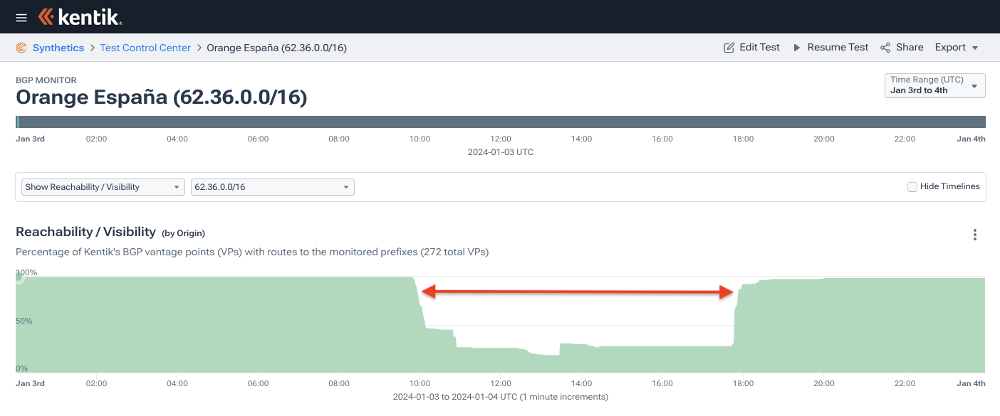 kentik.
Synthetics > Test Control Center > Orange España (62.36.0.0/16) Edit Test Resume Test Share Export
BGP MONITOR
Orange España (62.36.0.0/16)
Time Range (UTC)
Jan 3rd to 4th
Jan 3rd 02:00 04:00 06:00 08:00 10:00 12:00 14:00 16:00 18:00 20:00 22:00 Jan 4th
2024-01-03 UTC
Show Reachability / Visibility 62.36.0.0/16 Hide Timelines
Reachability / Visibility (by Origin)
Percentage of Kentik's BGP vantage points (VPs) with routes to the monitored prefixes (272 total VPs)
100%
50%
0%
Jan 3rd 02:00 04:00 06:00 08:00 10:00 12:00 14:00 16:00 18:00 20:00 22:00 Jan 4th
2024-01-03 to 2024-01-04 UTC (1 minute increments)